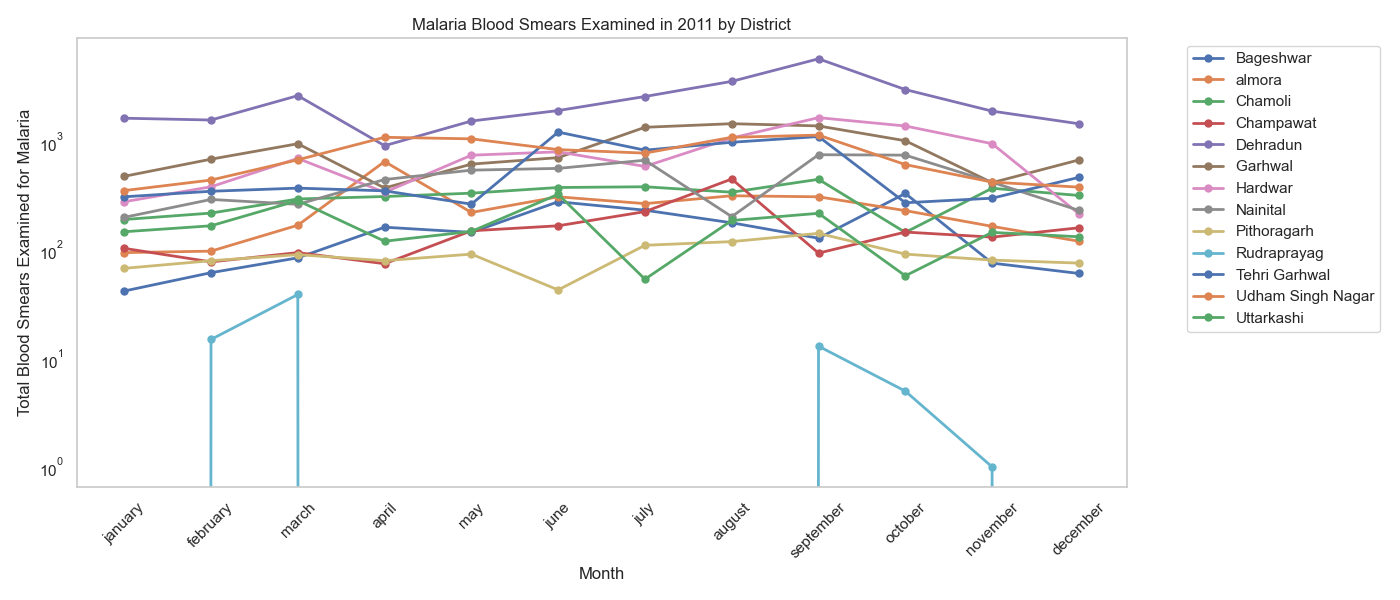 Malaria Blood Smears Examined in 2011 by District
Total Blood Smears Examined for Malaria
10^3
10^2
10^1
10^0
january
february
march
april
may
june
july
august
september
october
november
december
Month
Bageshwar
almora
Chamoli
Champawat
Dehradun
Garhwal
Hardwar
Nainital
Pithoragarh
Rudraprayag
Tehri Garhwal
Udham Singh Nagar
Uttarkashi